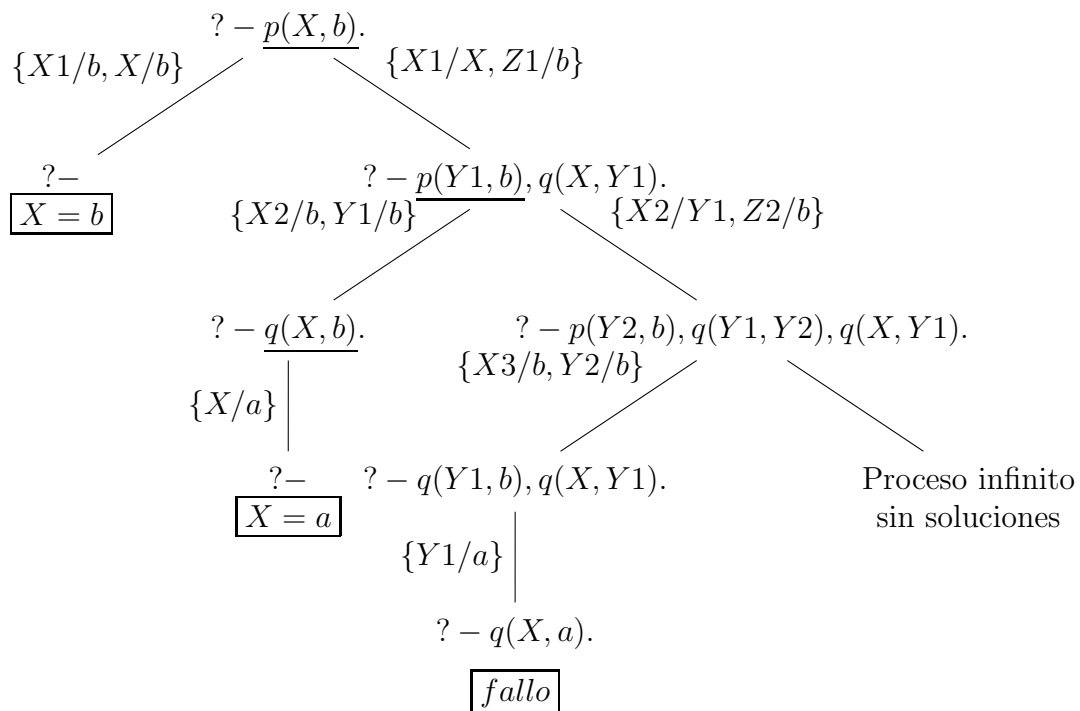 ? − p(X, b).
{X1/b, X/b}
{X1/X, Z1/b}
?−
X = b
? − p(Y1, b), q(X, Y1).
{X2/b, Y1/b}
{X2/Y1, Z2/b}
? − q(X, b).
? − p(Y2, b), q(Y1, Y2), q(X, Y1).
{X3/b, Y2/b}
{X/a}
?−
X = a
? − q(Y1, b), q(X, Y1).
Proceso infinito
sin soluciones
{Y1/a}
? − q(X, a).
fallo